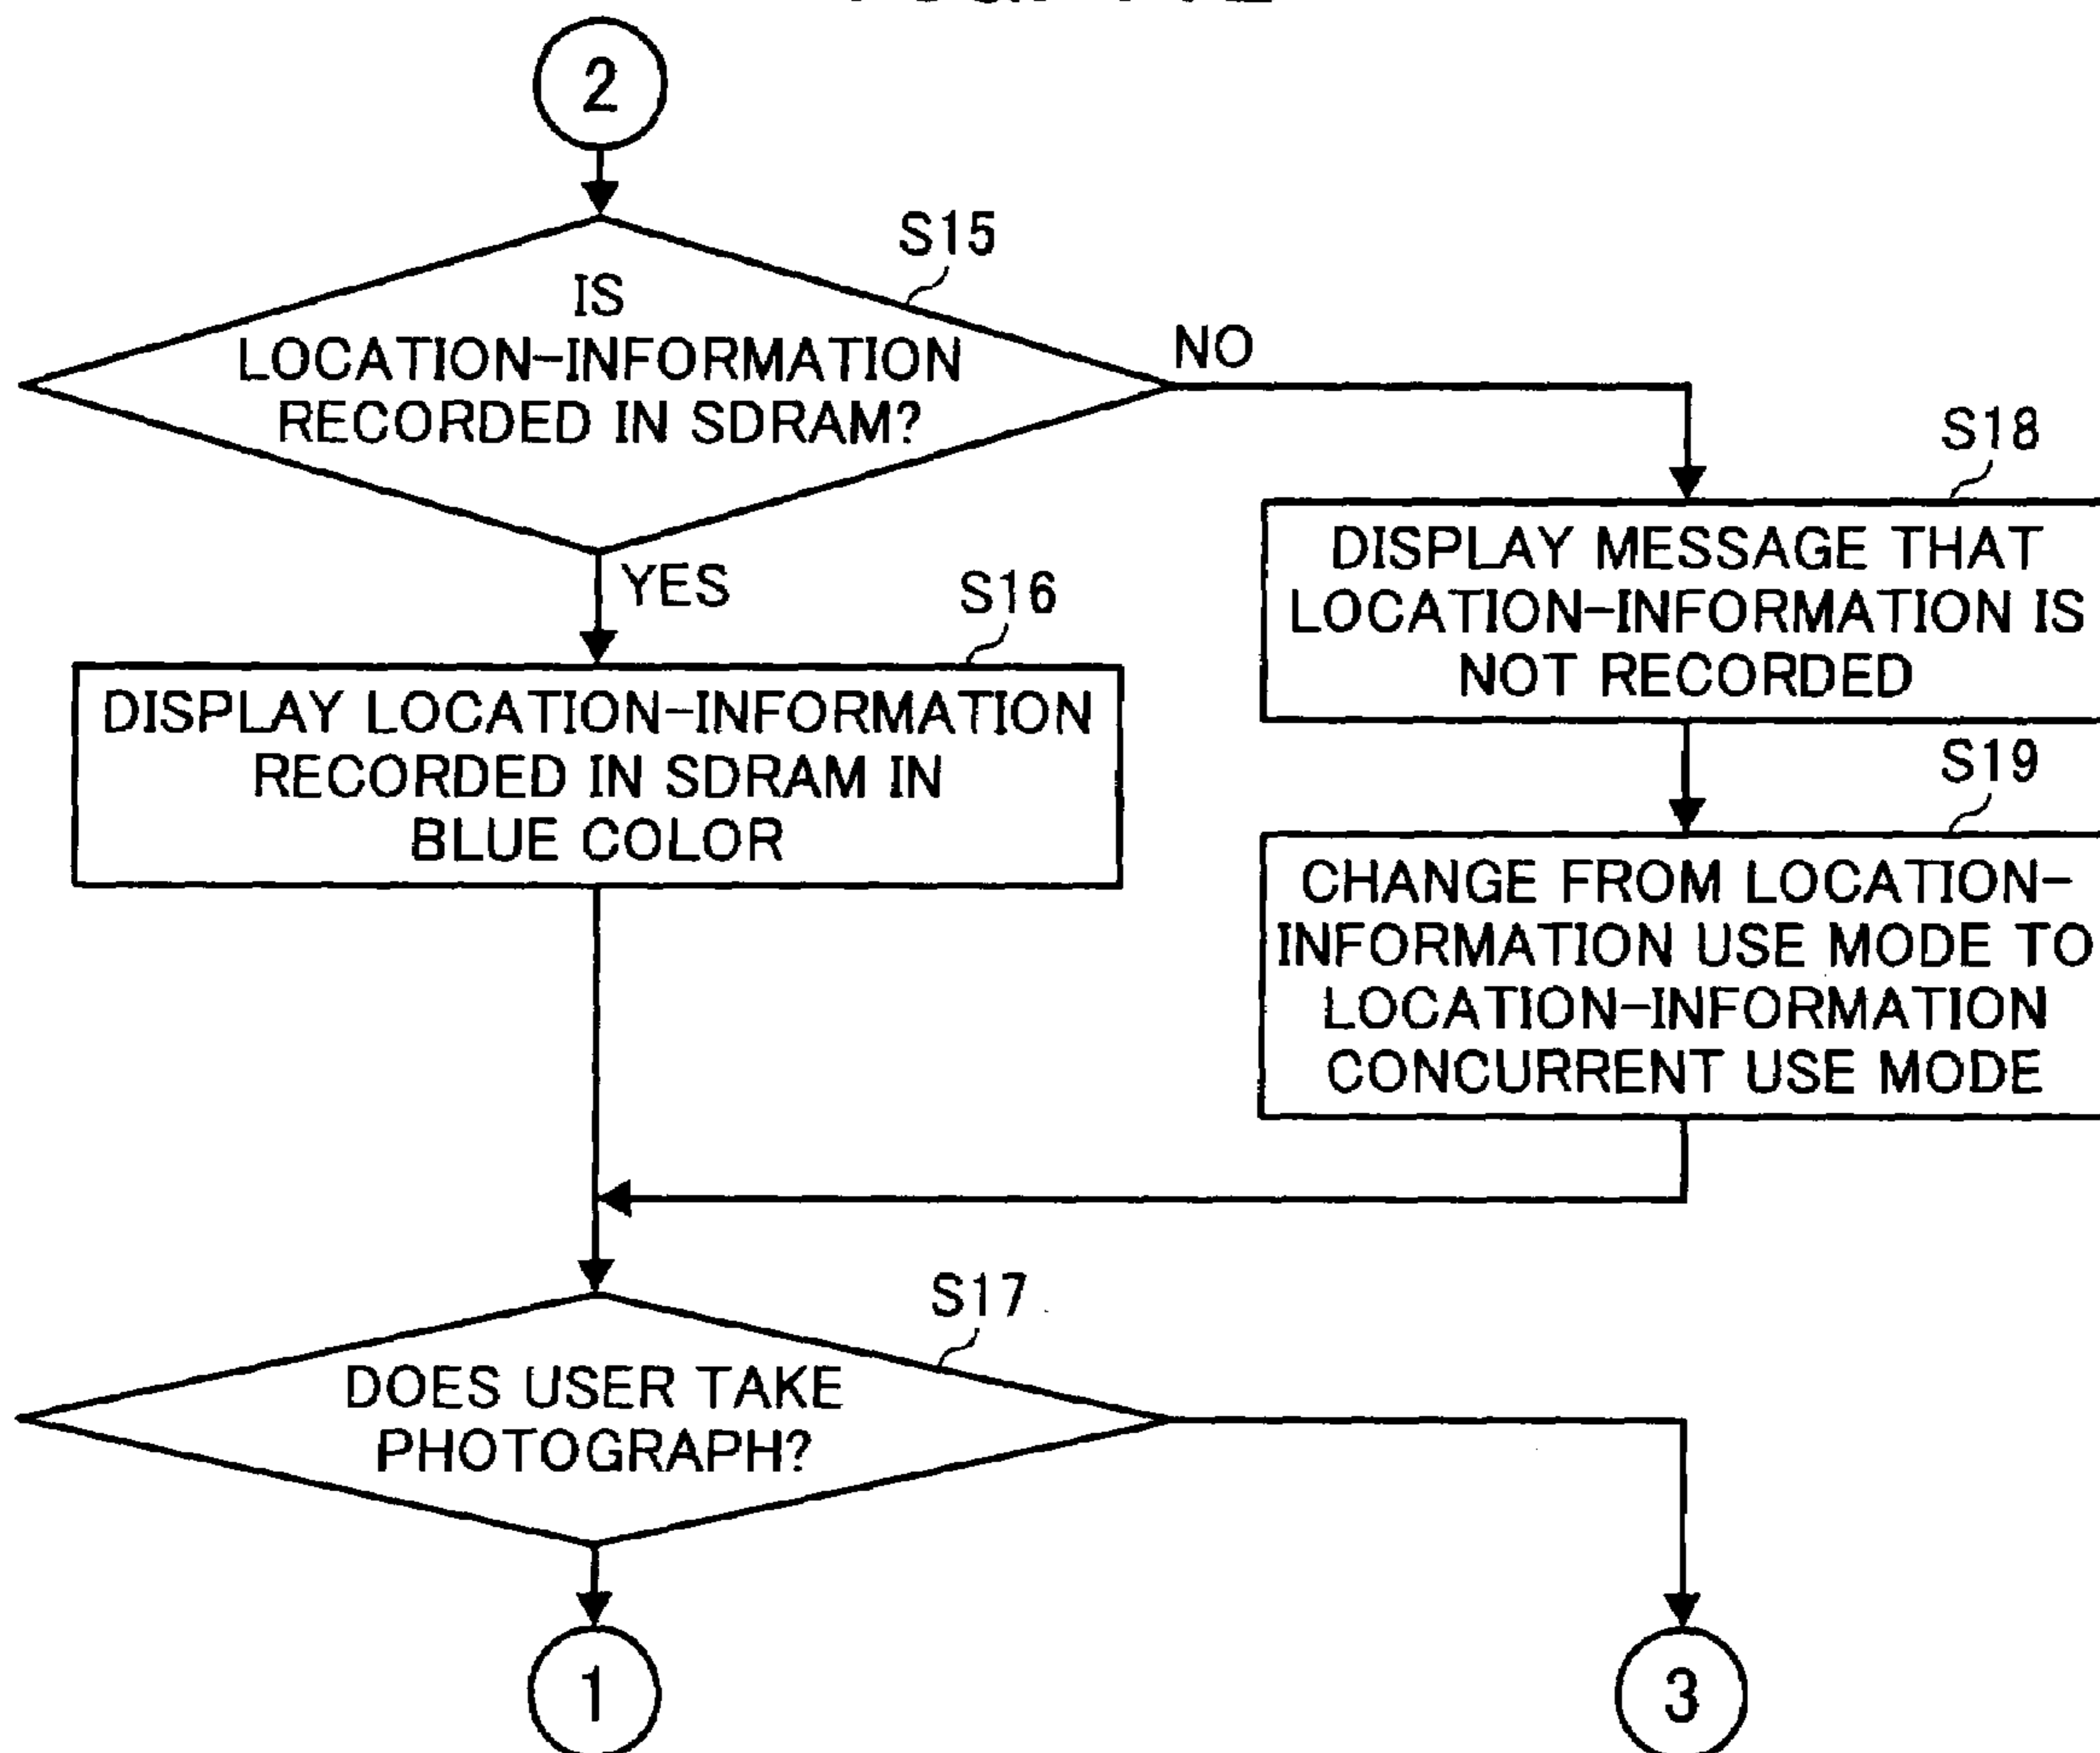 2
S15
IS
LOCATION-INFORMATION
RECORDED IN SDRAM?
NO
YES
S18
DISPLAY MESSAGE THAT
LOCATION-INFORMATION IS
NOT RECORDED
S16
DISPLAY LOCATION-INFORMATION
RECORDED IN SDRAM IN
BLUE COLOR
S19
CHANGE FROM LOCATION-
INFORMATION USE MODE TO
LOCATION-INFORMATION
CONCURRENT USE MODE
S17
DOES USER TAKE
PHOTOGRAPH?
1
3